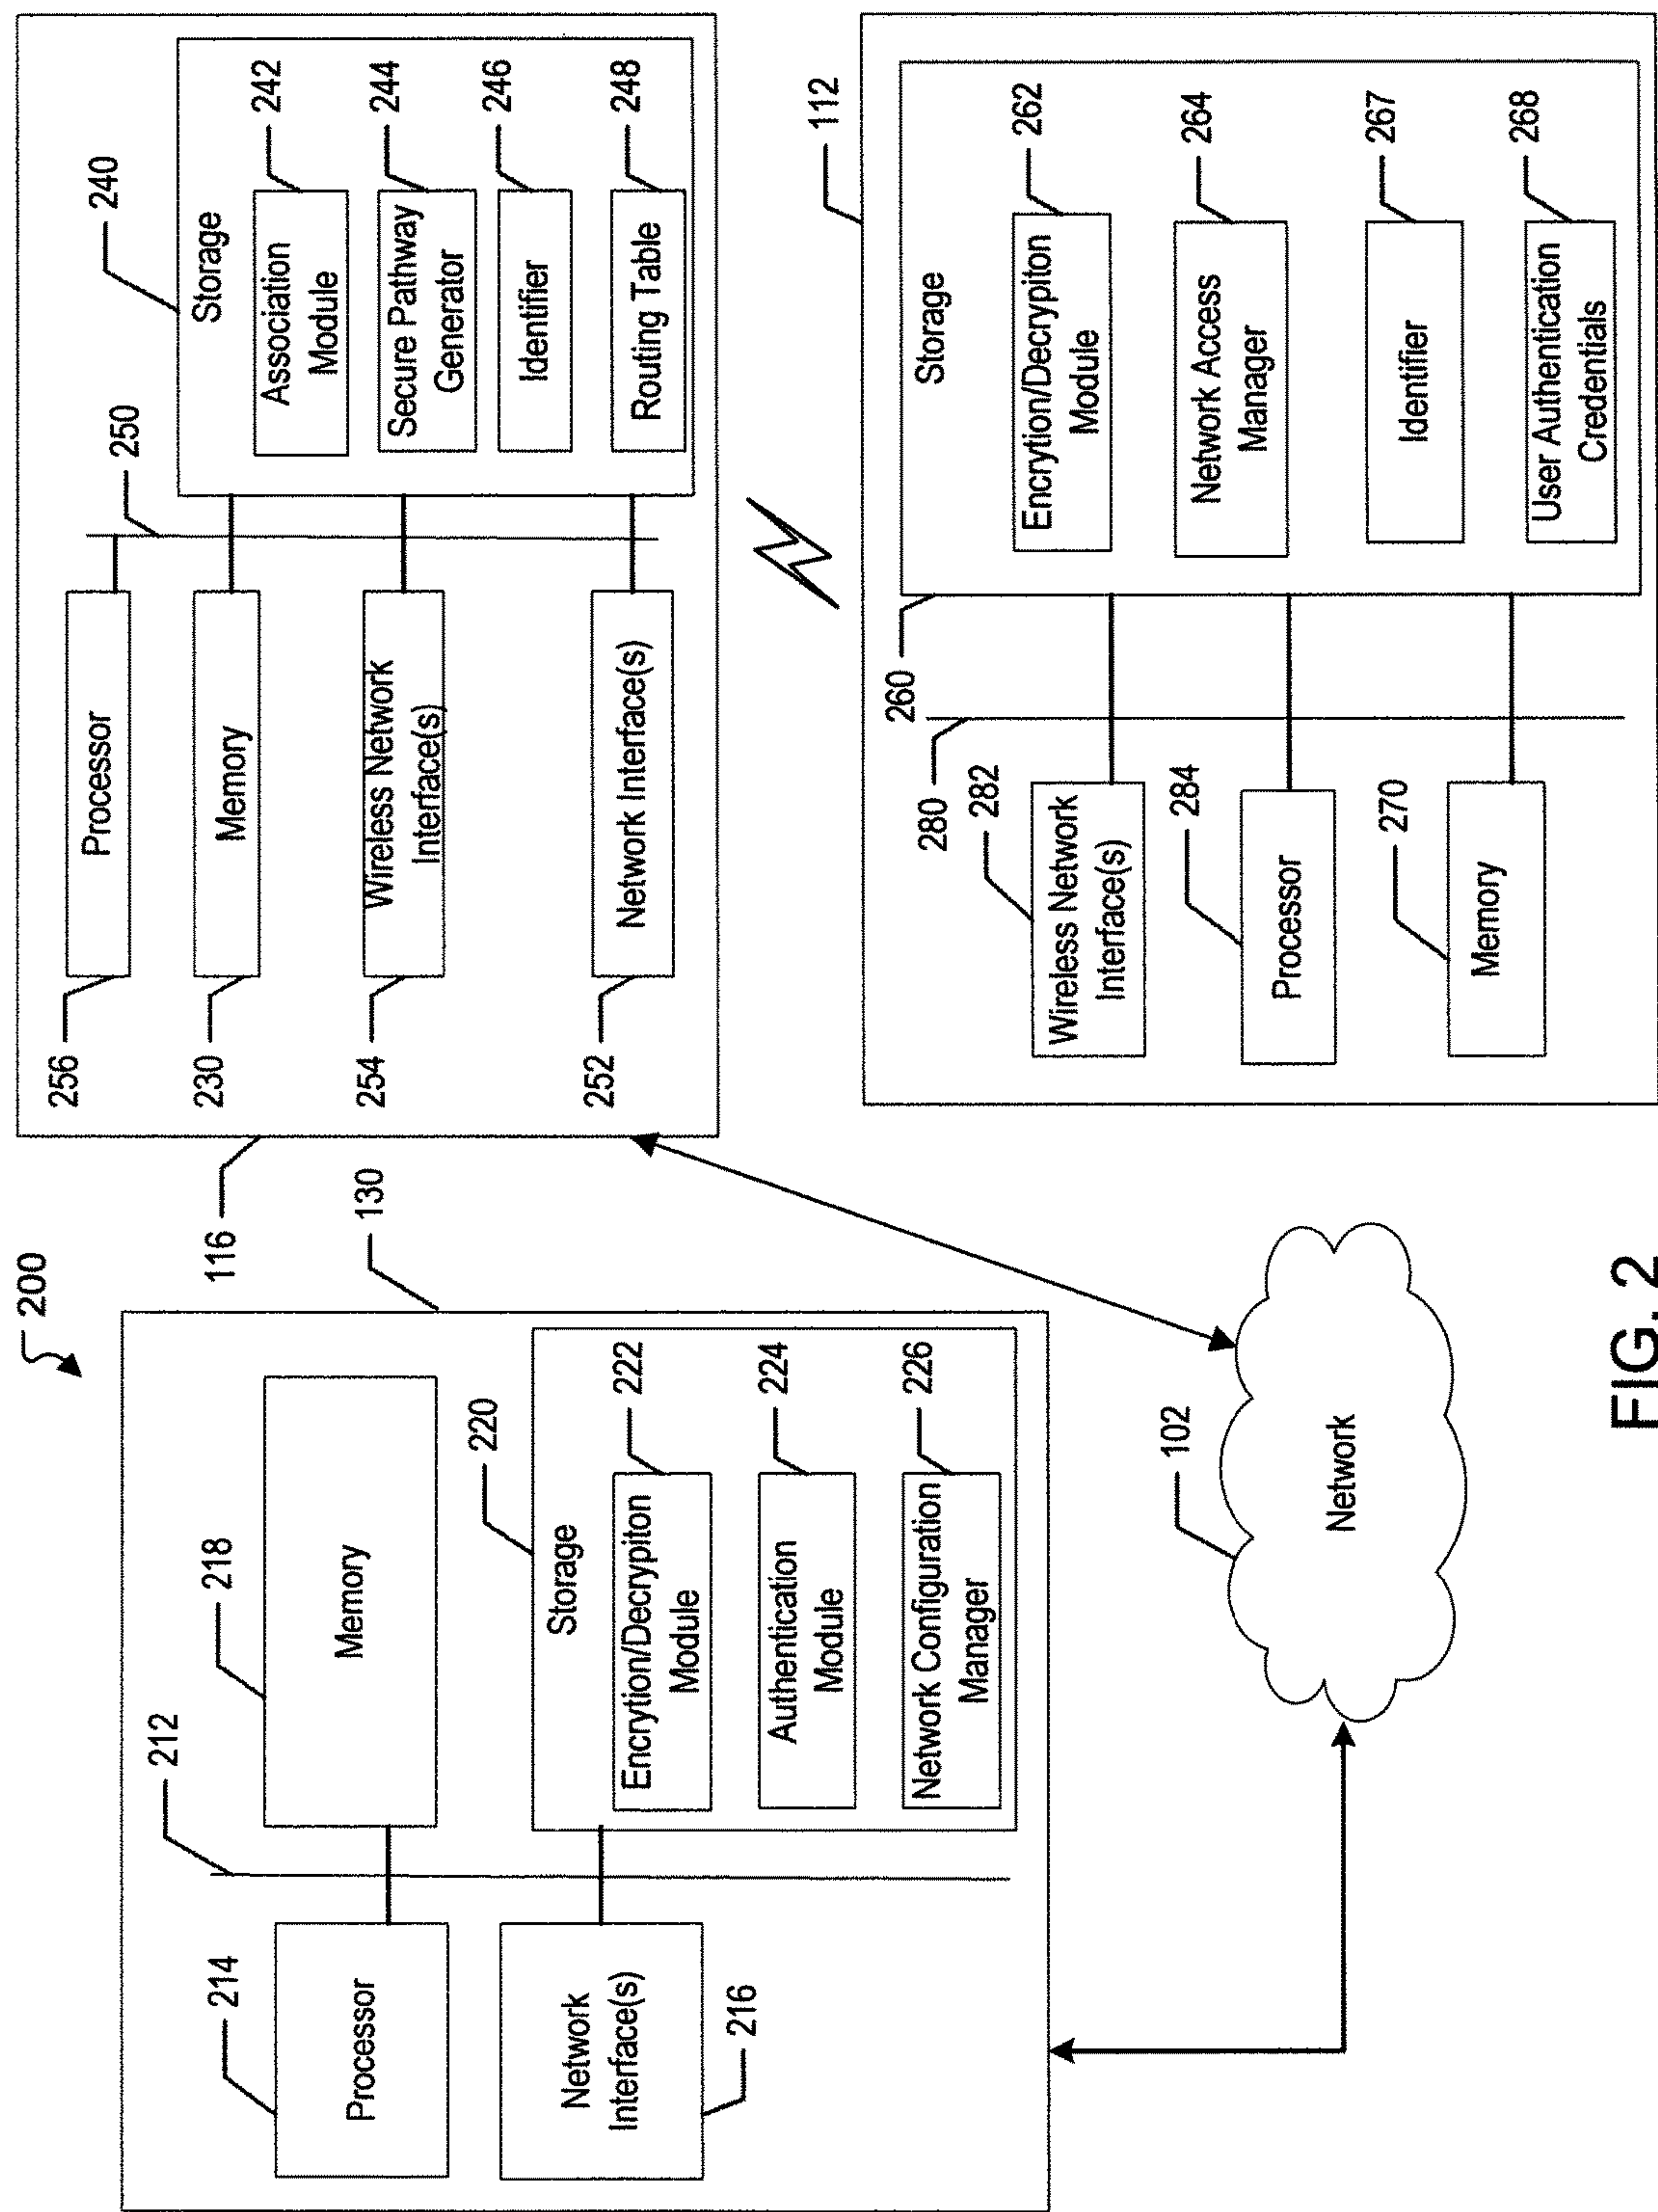 200
130
214
Processor
Network
Interface(s)
216
212
218
Memory
220
Storage
Encrytion/Decrypiton
Module
222
Authentication
Module
224
Network Configuration
Manager
226
102
Network
116
256
Processor
230
Memory
254
Wireless Network
Interface(s)
252
Network Interface(s)
250
240
Storage
Association
Module
242
Secure Pathway
Generator
244
Identifier
246
Routing Table
248
112
280
282
Wireless Network
Interface(s)
284
Processor
270
Memory
260
Storage
Encrytion/Decrypiton
Module
262
Network Access
Manager
264
Identifier
267
User Authentication
Credentials
268
FIG. 2